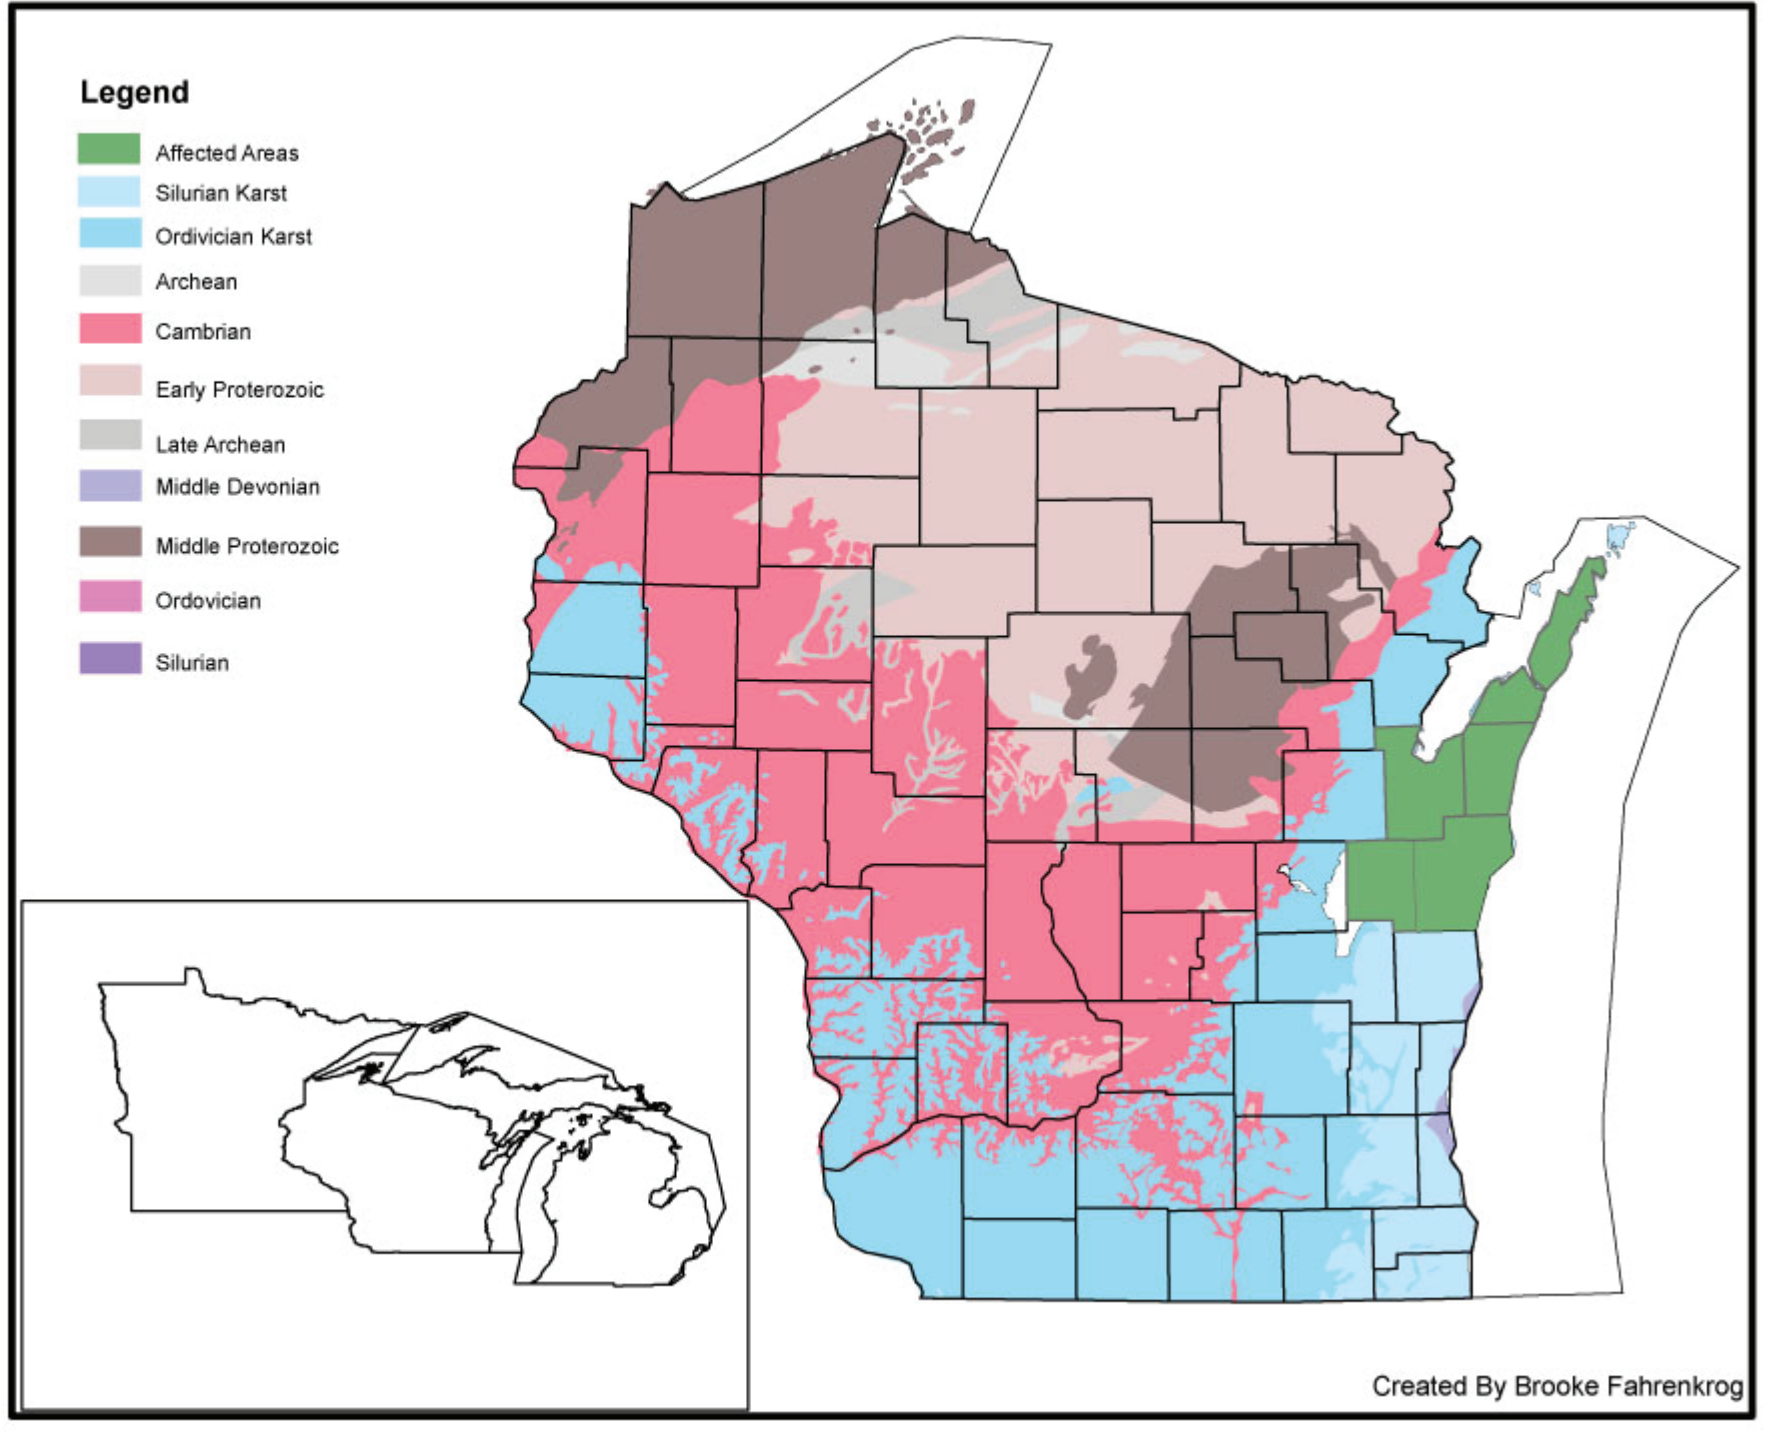 Legend
Affected Areas
Silurian Karst
Ordivician Karst
Archean
Cambrian
Early Proterozoic
Late Archean
Middle Devonian
Middle Proterozoic
Ordovician
Silurian
Created By Brooke Fahrenkrog